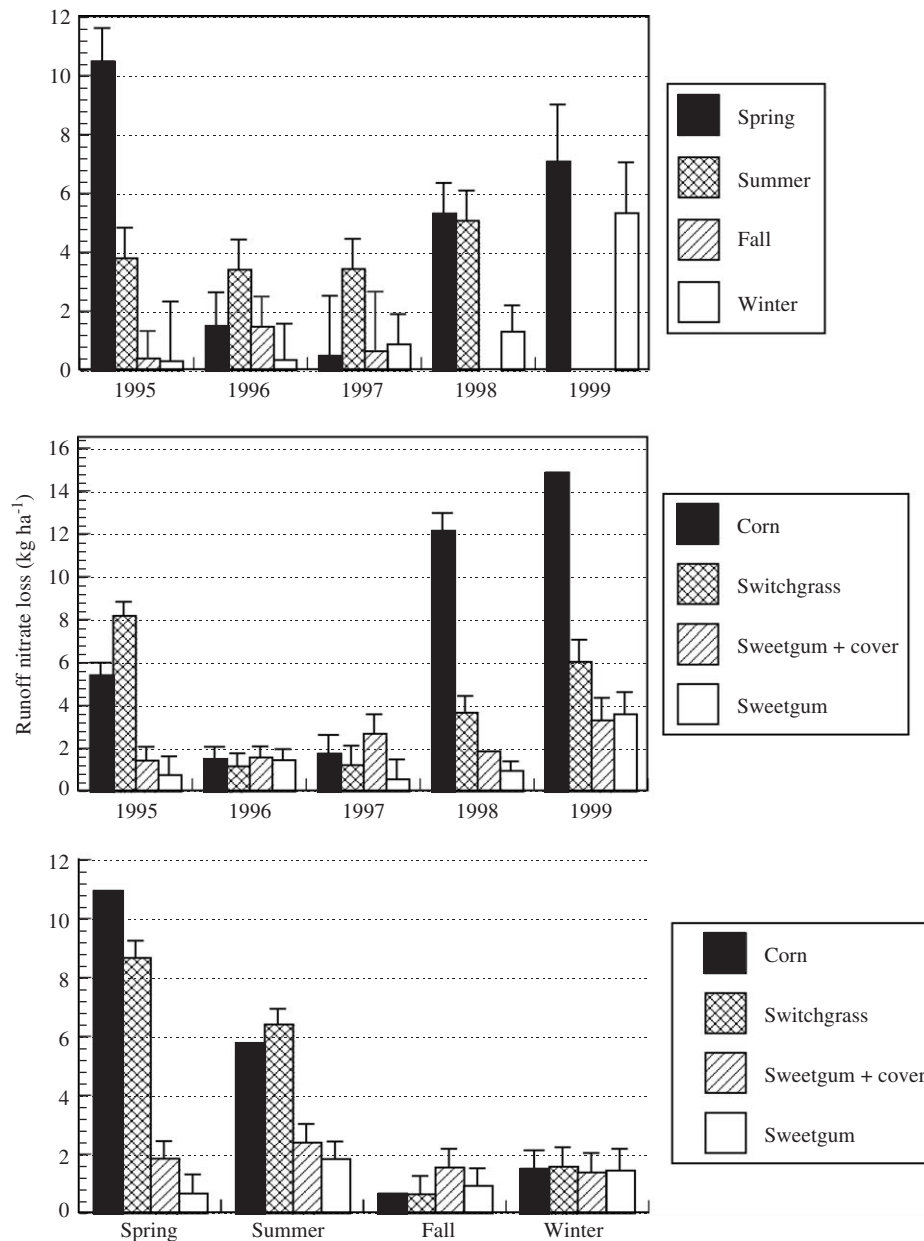 12
10
8
6
4
2
0
1995 1996 1997 1998 1999
Spring
Summer
Fall
Winter
Runoff nitrate loss (kg ha-1)
16
14
12
10
8
6
4
2
0
1995 1996 1997 1998 1999
Corn
Switchgrass
Sweetgum + cover
Sweetgum
12
10
8
6
4
2
0
Spring Summer Fall Winter
Corn
Switchgrass
Sweetgum + cover
Sweetgum